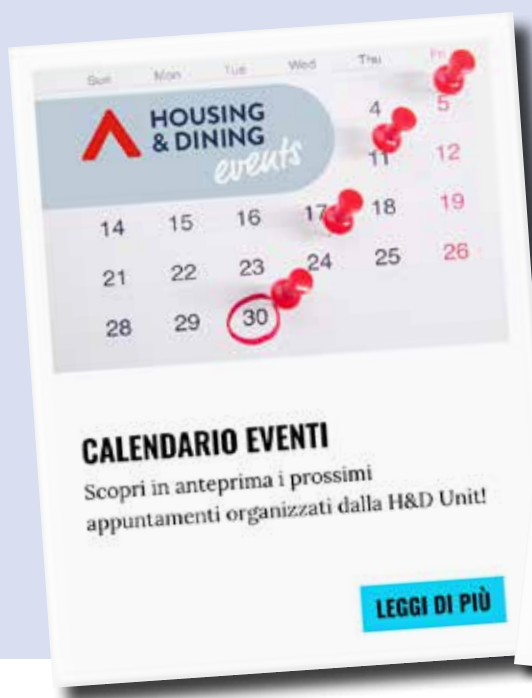 Sun Mon Tue Wed Thu Fri
HOUSING
& DINING
events
4 5
11 12
14 15 16 17 18 19
21 22 23 24 25 26
28 29 30
CALENDARIO EVENTI
Scopri in anteprima i prossimi
appuntamenti organizzati dalla H&D Unit!
LEGGI DI PIÙ